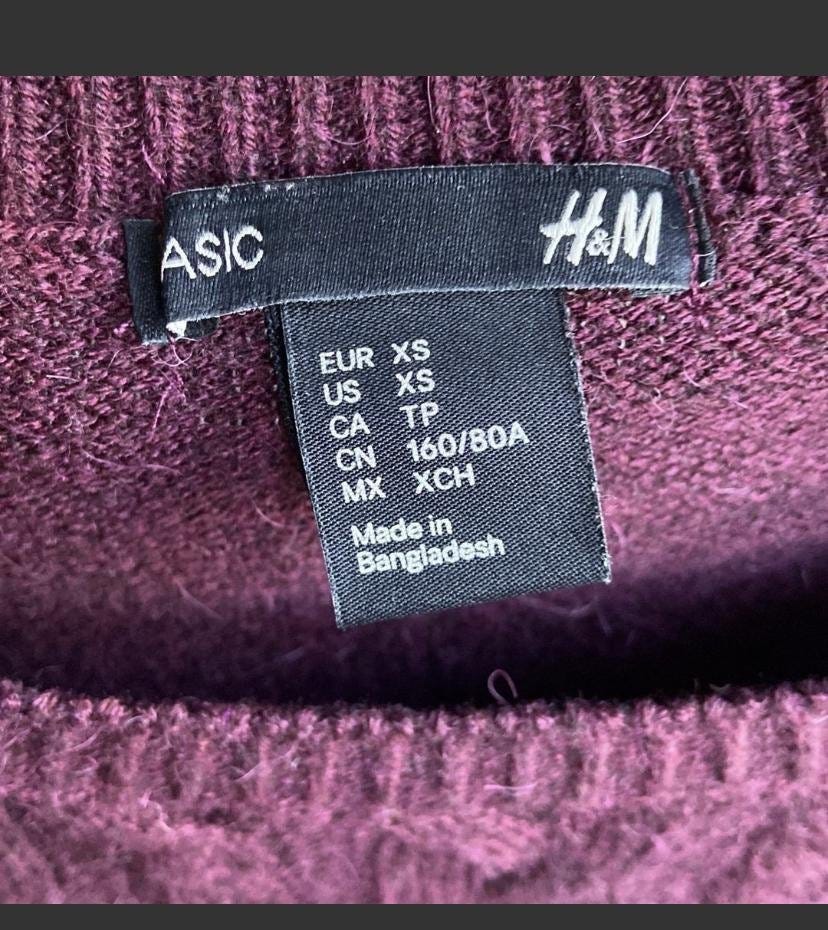 ASIC H&M
EUR XS
US XS
CA TP
CN 160/80A
MX XCH
Made in
Bangladesh